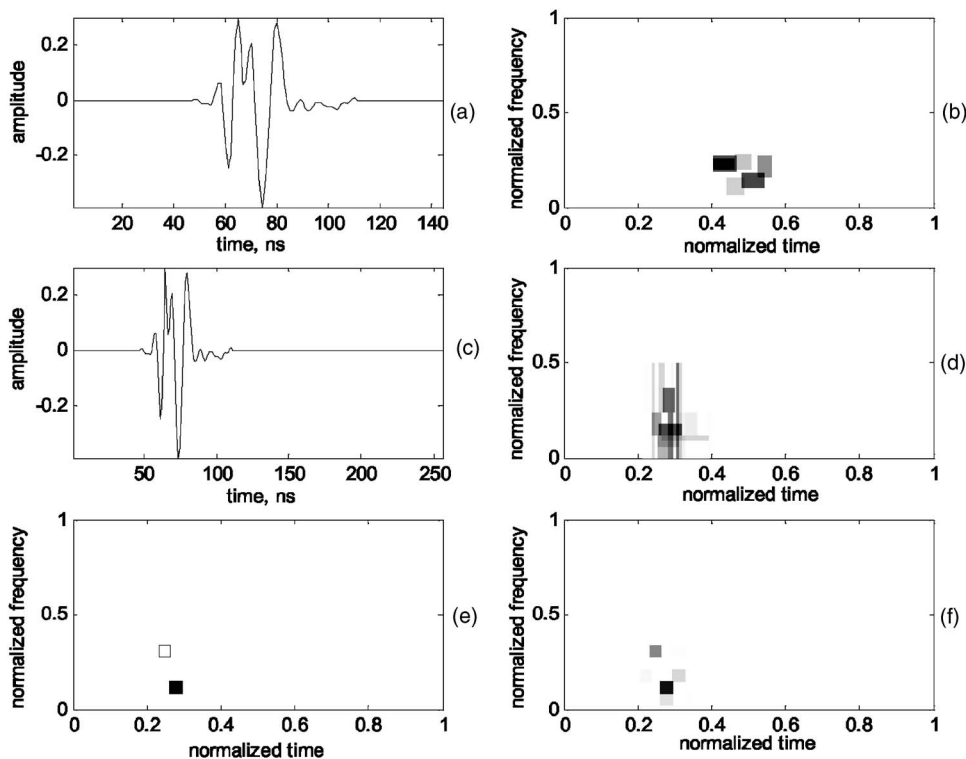 amplitude
0.2
0
-0.2
20 40 60 80 100 120 140
time, ns
(a)
normalized frequency
1
0.5
0
0 0.2 0.4 0.6 0.8 1
normalized time
(b)
amplitude
0.2
0
-0.2
50 100 150 200 250
time, ns
(c)
normalized frequency
1
0.5
0
0 0.2 0.4 0.6 0.8 1
normalized time
(d)
normalized frequency
1
0.5
0
0 0.2 0.4 0.6 0.8 1
normalized time
(e)
normalized frequency
1
0.5
0
0 0.2 0.4 0.6 0.8 1
normalized time
(f)